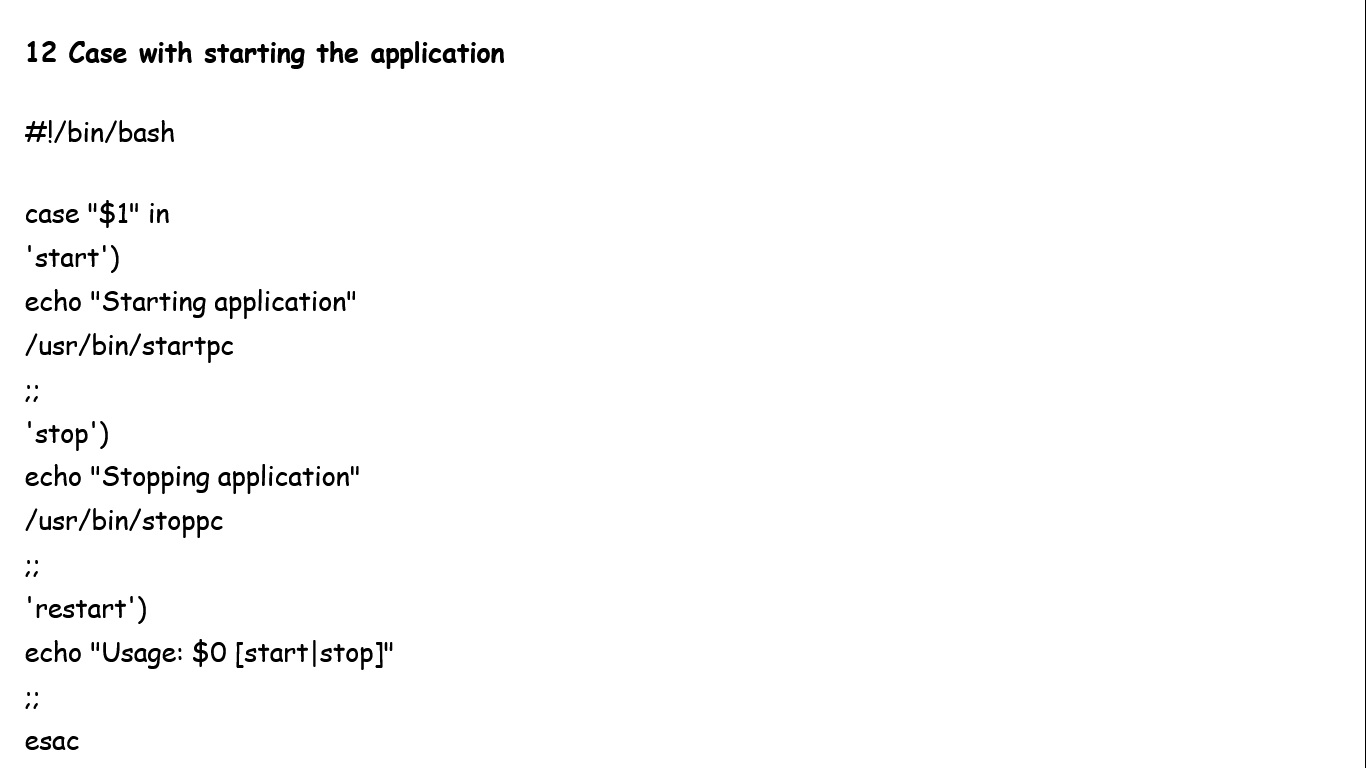 12 Case with starting the application
#!/bin/bash
case "$1" in
'start')
echo "Starting application"
/usr/bin/startpc
;;
'stop')
echo "Stopping application"
/usr/bin/stoppc
;;
'restart')
echo "Usage: $0 [start|stop]"
;;
esac